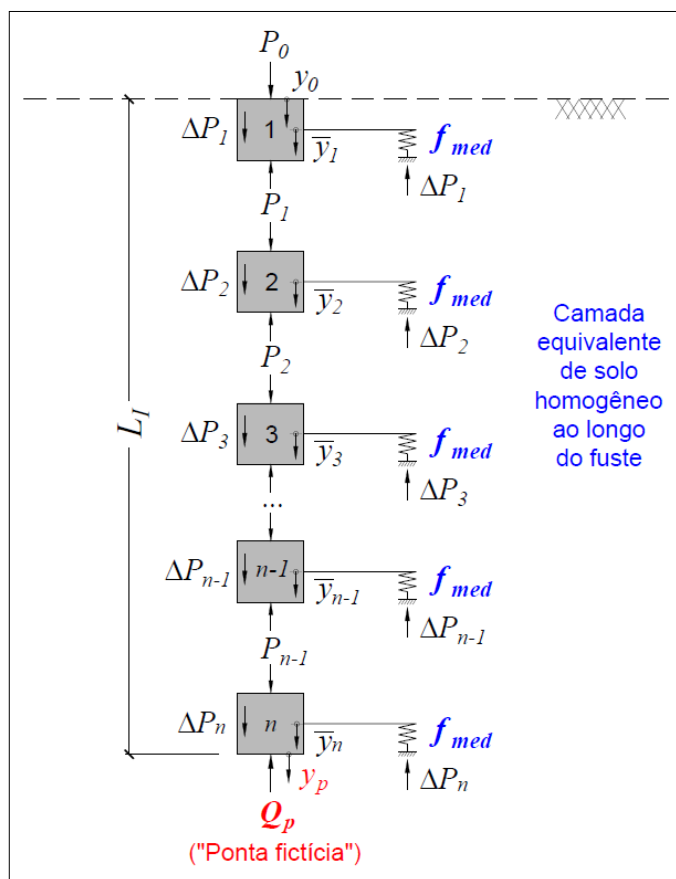 P0
y0
ΔP1
1
y̅1
fmed
ΔP1
P1
ΔP2
2
y̅2
fmed
ΔP2
P2
Camada
equivalente
de solo
homogêneo
ao longo
do fuste
L1
ΔP3
3
y̅3
fmed
ΔP3
...
ΔPn-1
n-1
y̅n-1
fmed
ΔPn-1
Pn-1
ΔPn
n
y̅n
fmed
ΔPn
yp
Qp
("Ponta fictícia")